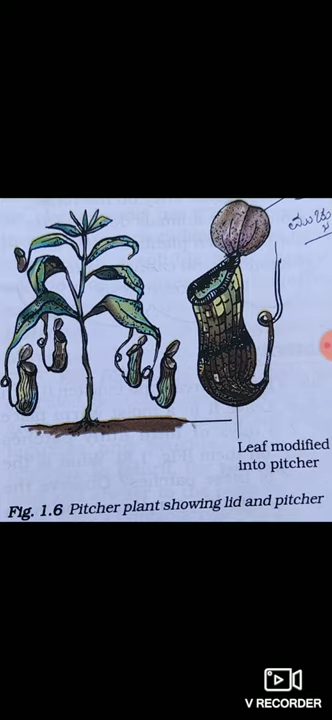 ಮುಚ್ಚು
Leaf modified
into pitcher
Fig. 1.6 Pitcher plant showing lid and pitcher
V RECORDER